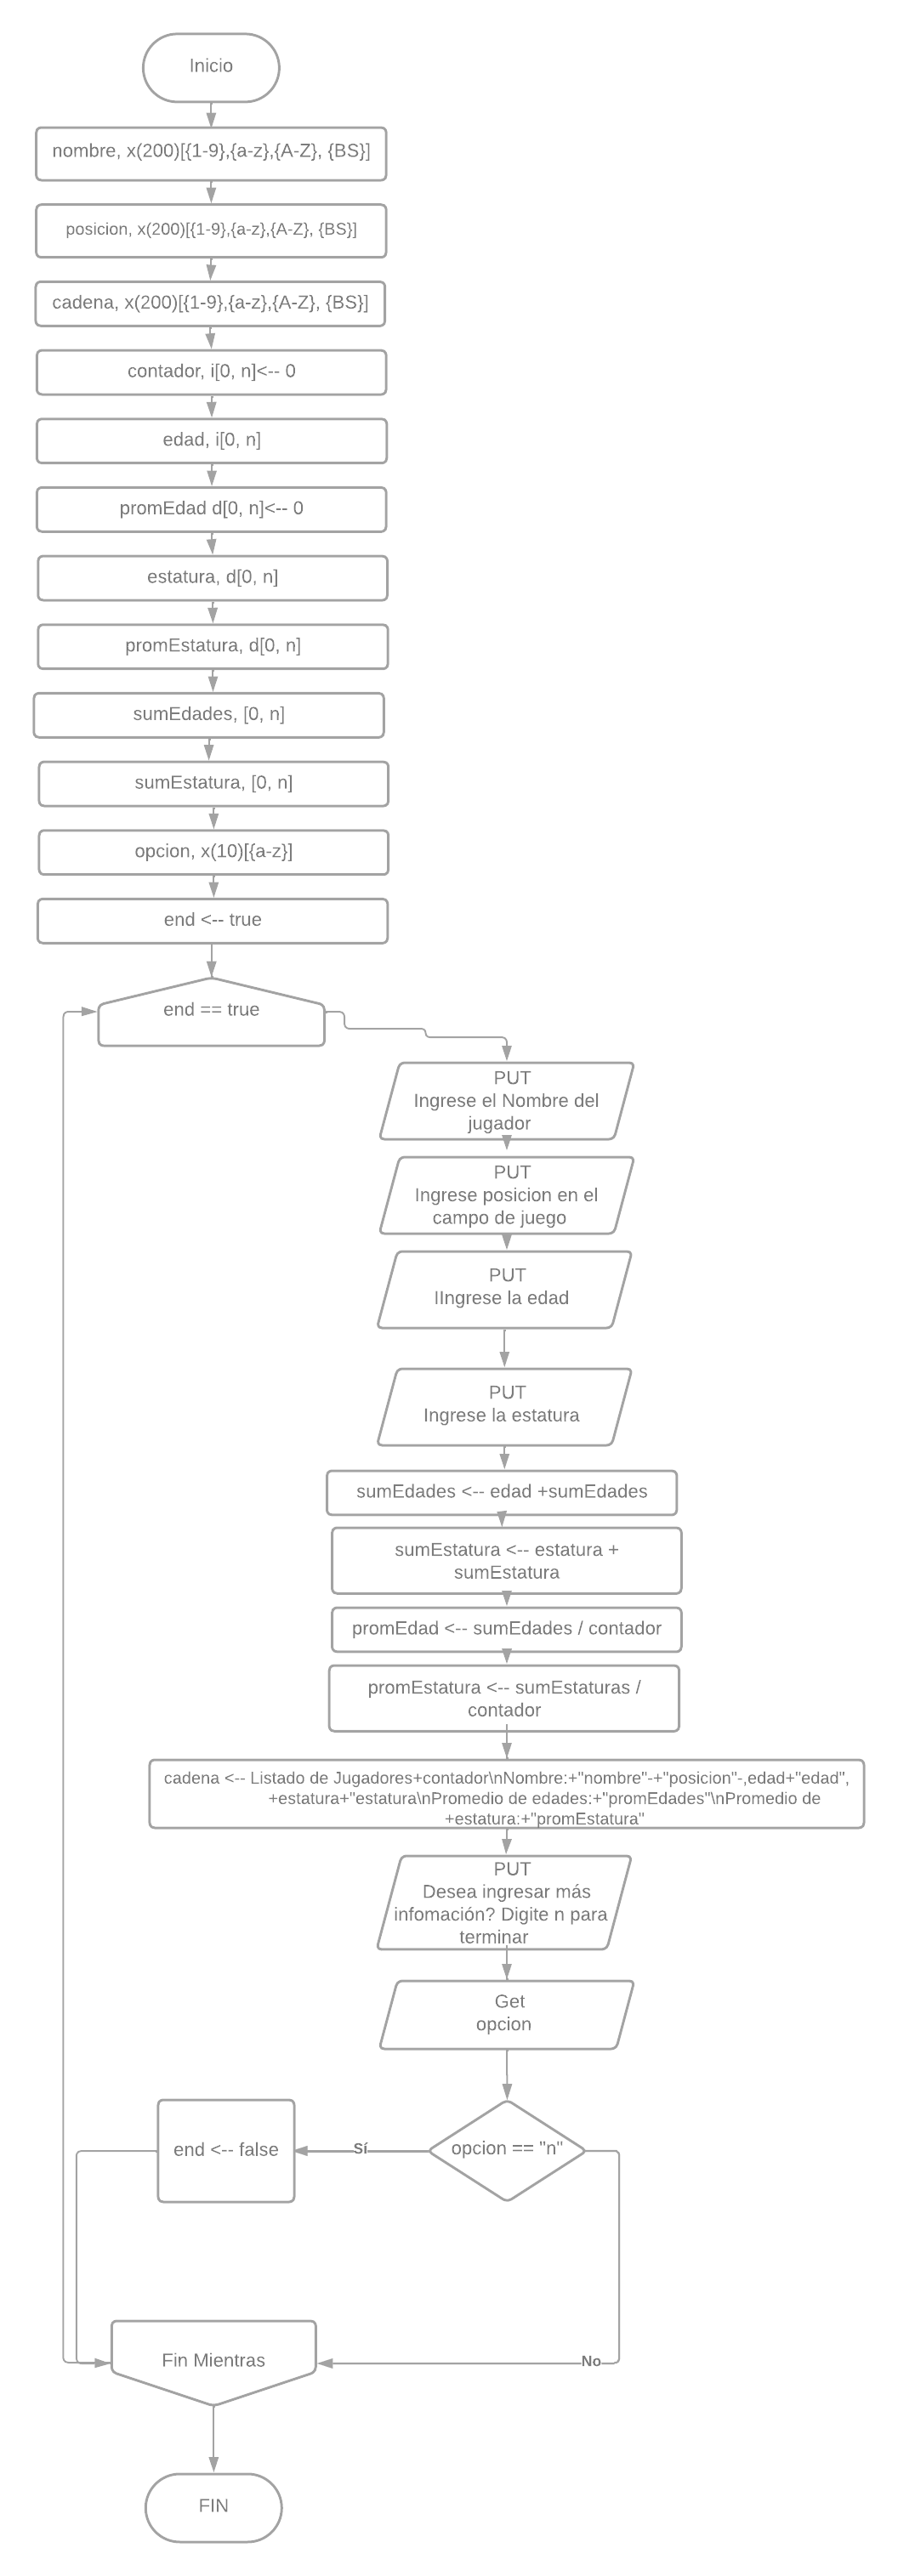 Inicio
nombre, x(200)[{1-9},{a-z},{A-Z}, {BS}]
posicion, x(200)[{1-9},{a-z},{A-Z}, {BS}]
cadena, x(200)[{1-9},{a-z},{A-Z}, {BS}]
contador, i[0, n]<-- 0
edad, i[0, n]
promEdad d[0, n]<-- 0
estatura, d[0, n]
promEstatura, d[0, n]
sumEdades, [0, n]
sumEstatura, [0, n]
opcion, x(10)[{a-z}]
end <-- true
end == true
PUT
Ingrese el Nombre del
jugador
PUT
Ingrese posicion en el
campo de juego
PUT
IIngrese la edad
PUT
Ingrese la estatura
sumEdades <-- edad +sumEdades
sumEstatura <-- estatura +
sumEstatura
promEdad <-- sumEdades / contador
promEstatura <-- sumEstaturas /
contador
cadena <-- Listado de Jugadores+contador\nNombre:+"nombre"-+"posicion"-,edad+"edad",
+estatura+"estatura\nPromedio de edades:+"promEdades"\nPromedio de
+estatura:+"promEstatura"
PUT
Desea ingresar más
infomación? Digite n para
terminar
Get
opcion
opcion == "n"
Sí
end <-- false
No
Fin Mientras
FIN